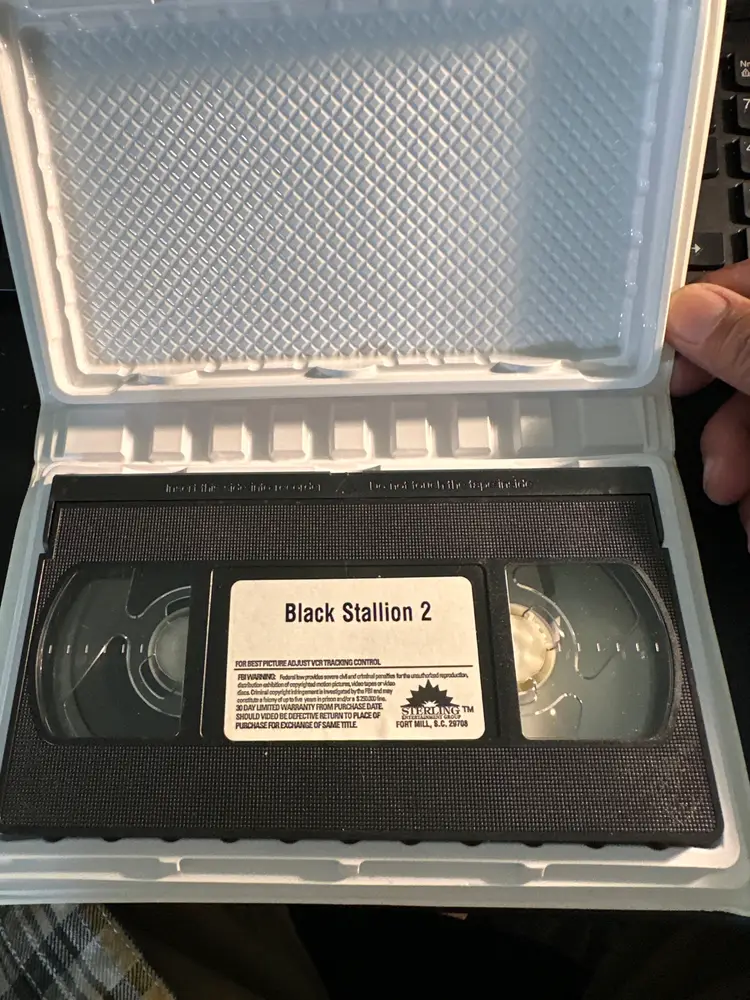 Insert this side into recorder Do not touch the tape inside
Black Stallion 2
FOR BEST PICTURE ADJUST VCR TRACKING CONTROL
FBI WARNING: Federal law provides severe civil and criminal penalties for the unauthorized reproduction,
distribution exhibition of copyrighted motion pictures, video tapes or video
discs. Criminal copyright infringement is investigated by the FBI and may
constitute a felony of up to five years in prison and/or a $250,000 fine.
30 DAY LIMITED WARRANTY FROM PURCHASE DATE.
SHOULD VIDEO BE DEFECTIVE RETURN TO PLACE OF
PURCHASE FOR EXCHANGE OF SAME TITLE.
STERLING TM
ENTERTAINMENT GROUP
FORT MILL, S.C. 29708